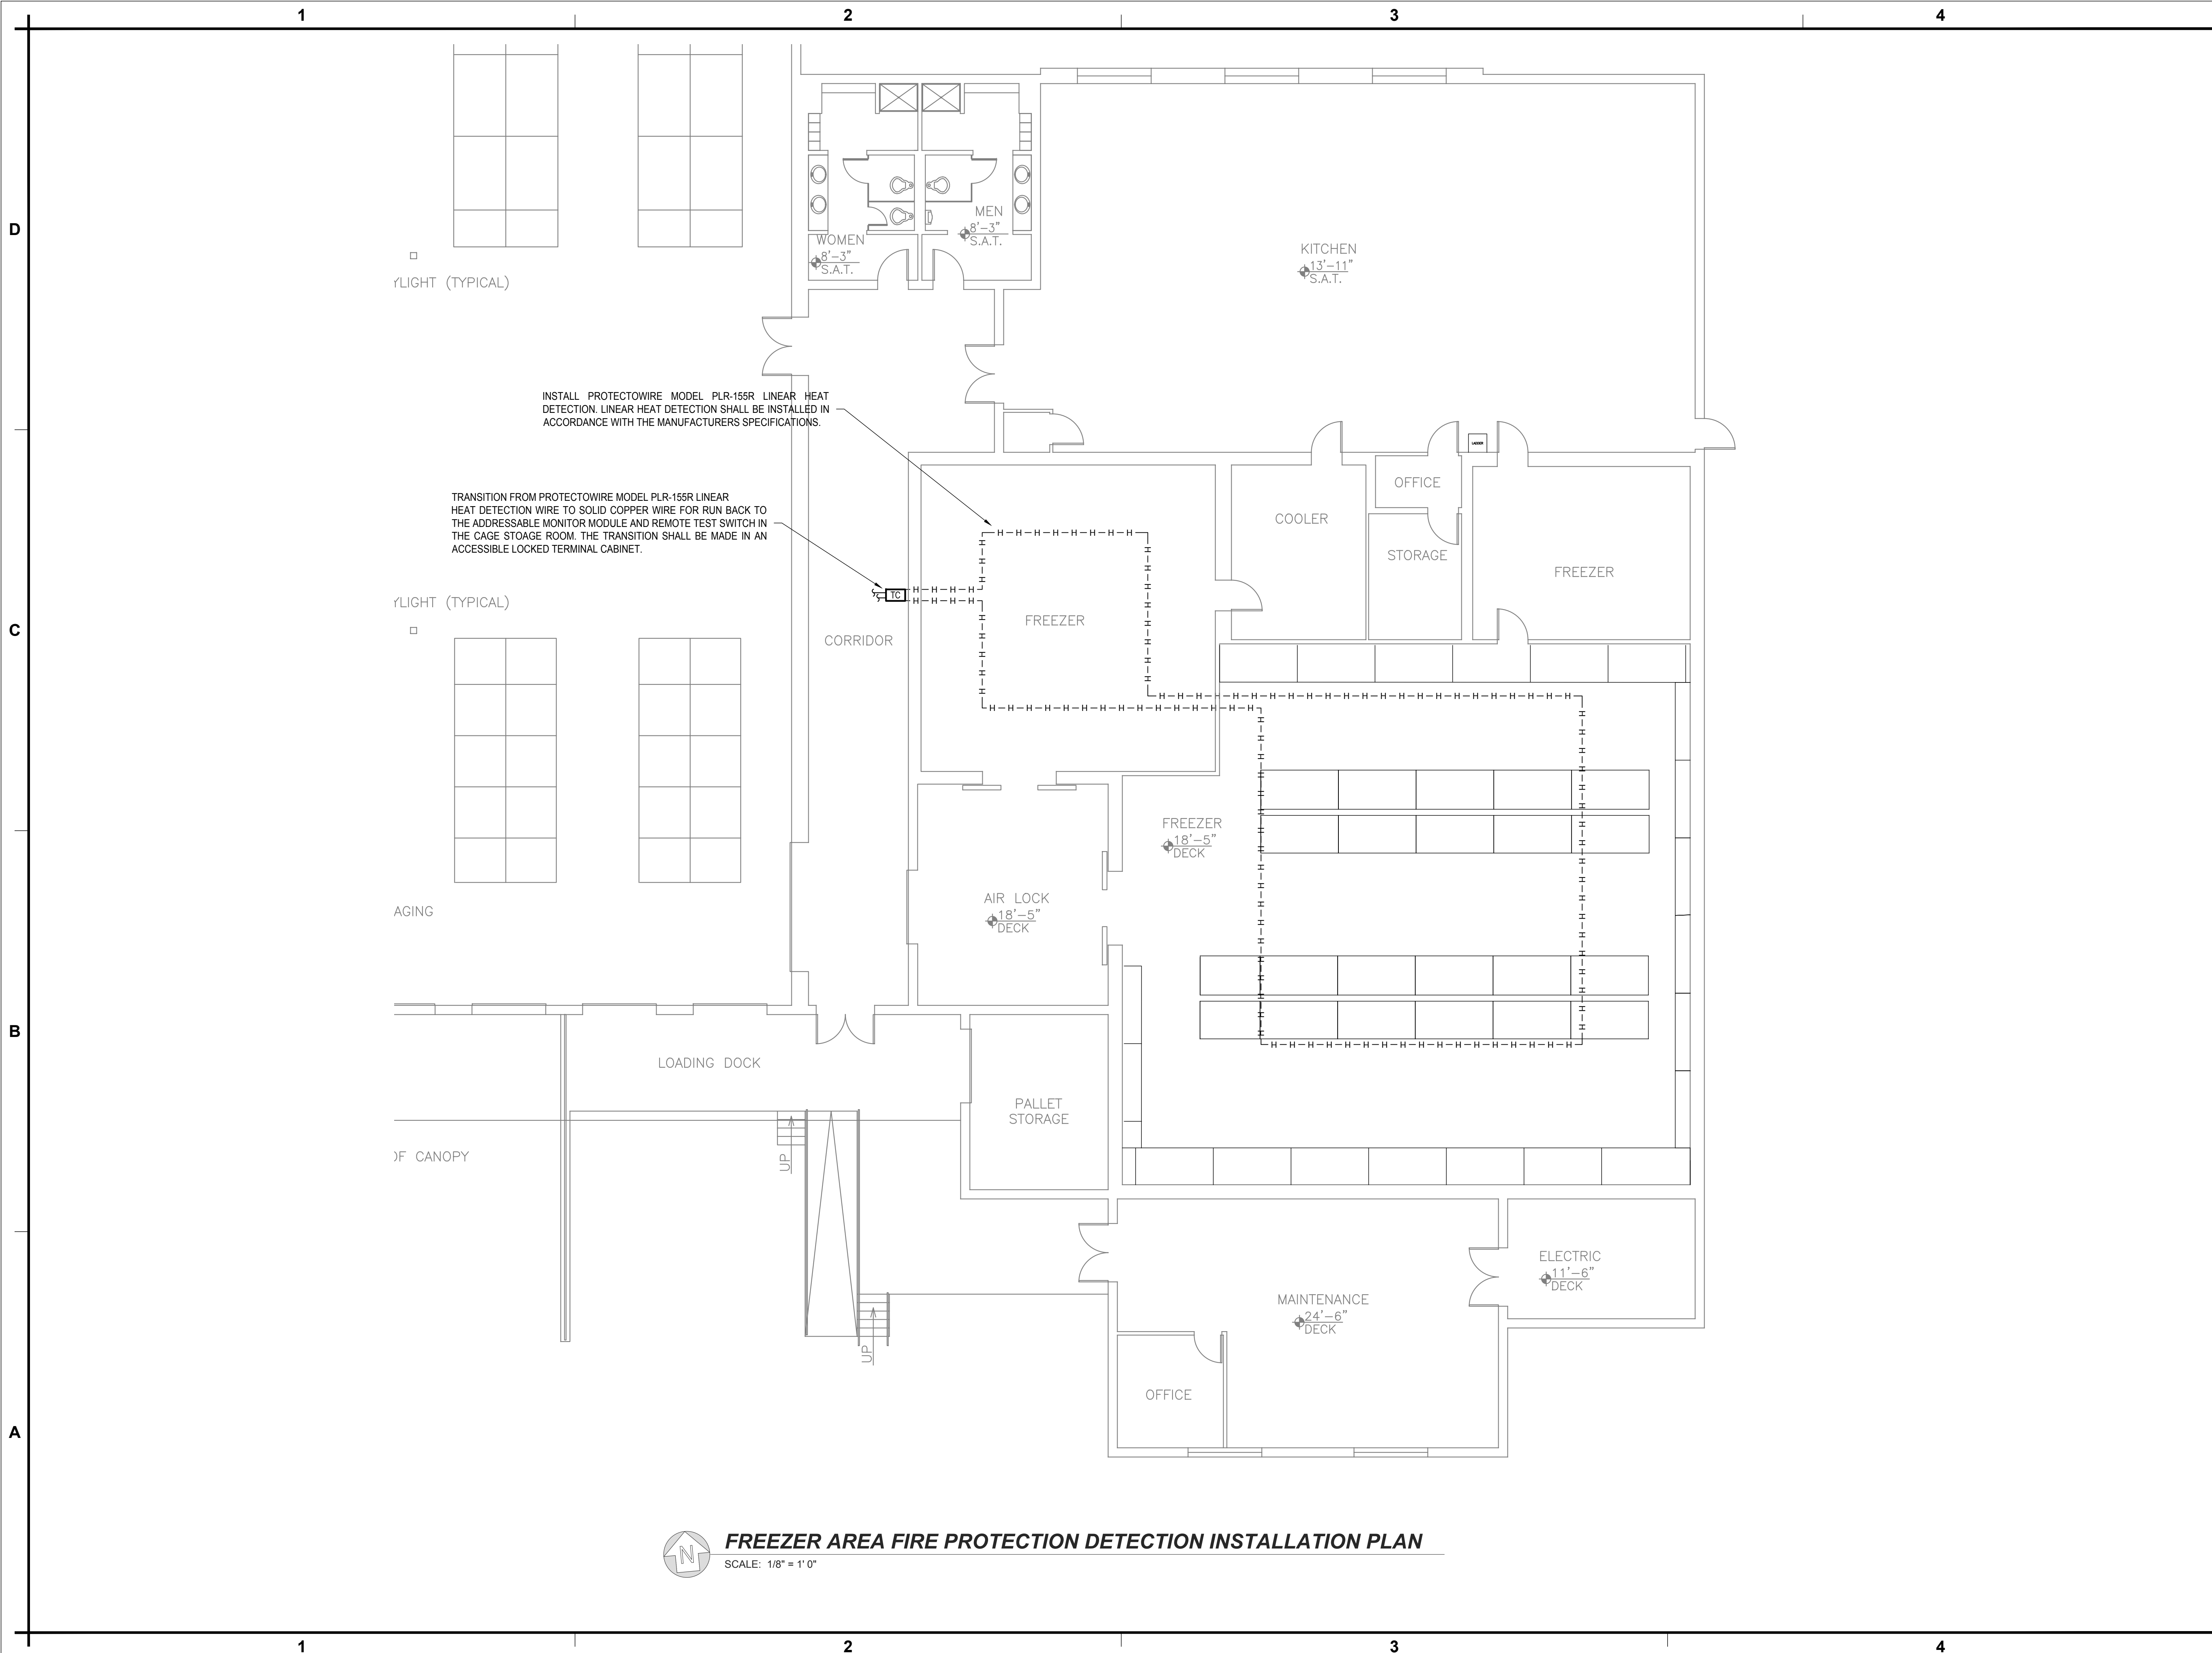 1 2 3 4
D
C
B
A
WOMEN
8'-3"
S.A.T.
MEN
8'-3"
S.A.T.
KITCHEN
13'-11"
S.A.T.
YLIGHT (TYPICAL)
INSTALL PROTECTOWIRE MODEL PLR-155R LINEAR HEAT
DETECTION. LINEAR HEAT DETECTION SHALL BE INSTALLED IN
ACCORDANCE WITH THE MANUFACTURERS SPECIFICATIONS.
LADDER
TRANSITION FROM PROTECTOWIRE MODEL PLR-155R LINEAR
HEAT DETECTION WIRE TO SOLID COPPER WIRE FOR RUN BACK TO
THE ADDRESSABLE MONITOR MODULE AND REMOTE TEST SWITCH IN
THE CAGE STOAGE ROOM. THE TRANSITION SHALL BE MADE IN AN
ACCESSIBLE LOCKED TERMINAL CABINET.
OFFICE
COOLER
STORAGE
FREEZER
TC
YLIGHT (TYPICAL)
FREEZER
CORRIDOR
FREEZER
18'-5"
DECK
AIR LOCK
18'-5"
DECK
AGING
LOADING DOCK
PALLET
STORAGE
OF CANOPY
UP
UP
ELECTRIC
11'-6"
DECK
MAINTENANCE
24'-6"
DECK
OFFICE
N
FREEZER AREA FIRE PROTECTION DETECTION INSTALLATION PLAN
SCALE: 1/8" = 1' 0"
1 2 3 4